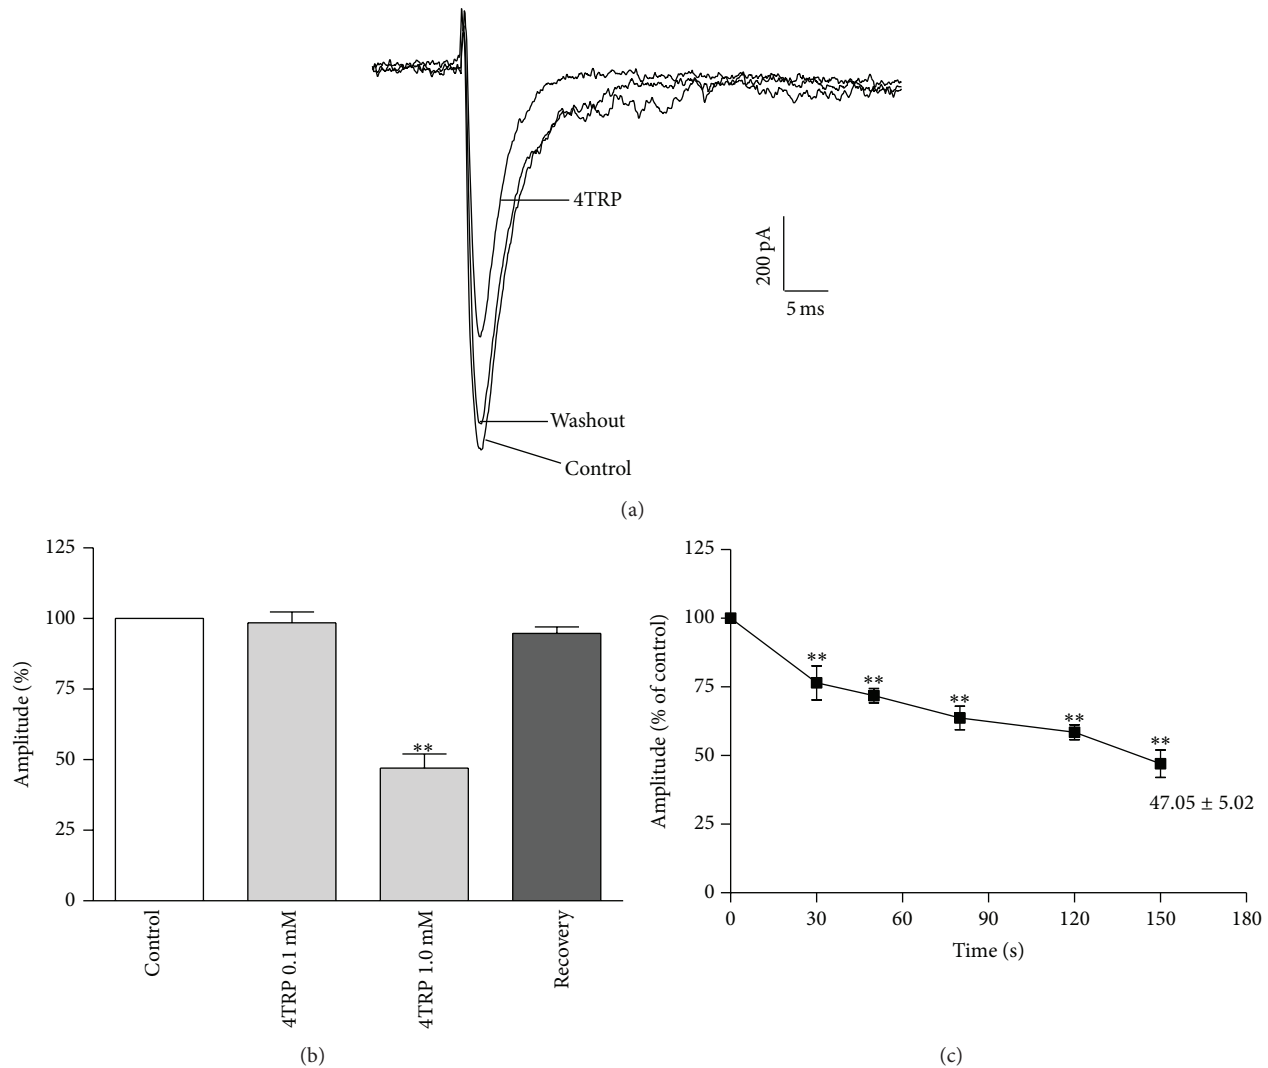 4TRP
200 pA
5 ms
Washout
Control
(a)
125
100
75
50
25
0
Amplitude (%)
**
Control
4TRP 0.1 mM
4TRP 1.0 mM
Recovery
(b)
125
100
75
50
25
0
Amplitude (% of control)
**
**
**
**
**
47.05 ± 5.02
0 30 60 90 120 150 180
Time (s)
(c)